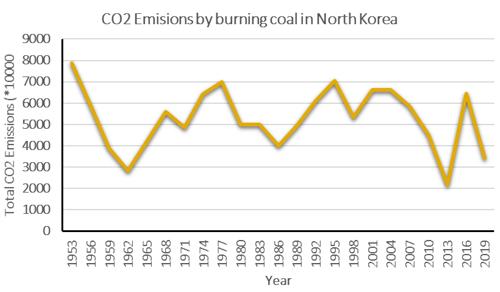 CO2 Emisions by burning coal in North Korea
Total CO2 Emissions (*10000
9000
8000
7000
6000
5000
4000
3000
2000
1000
0
1953 1956 1959 1962 1965 1968 1971 1974 1977 1980 1983 1986 1989 1992 1995 1998 2001 2004 2007 2010 2013 2016 2019
Year